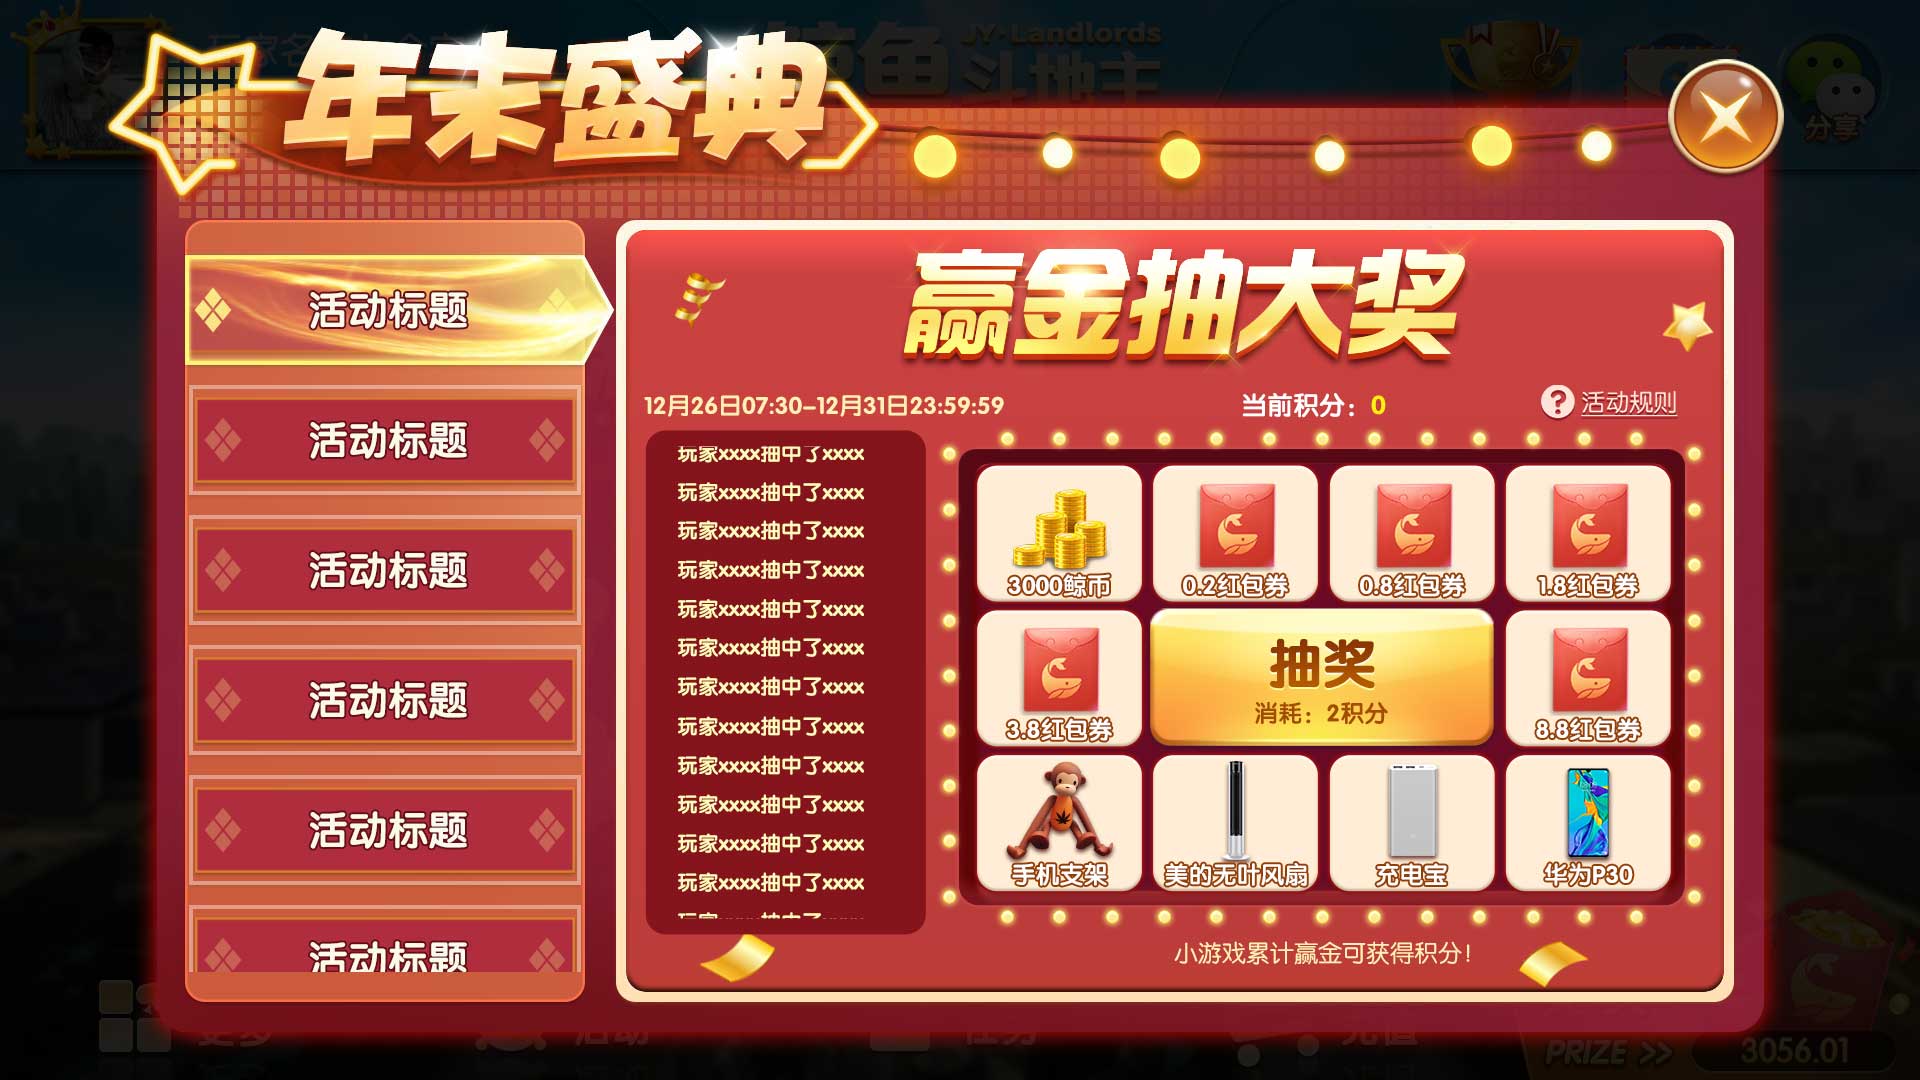 JY·Landlords
斗地主
年末盛典
分享
活动标题
活动标题
活动标题
活动标题
活动标题
活动标题
赢金抽大奖
12月26日07:30-12月31日23:59:59
当前积分：0
?
活动规则
玩家xxxx抽中了xxxx
玩家xxxx抽中了xxxx
玩家xxxx抽中了xxxx
玩家xxxx抽中了xxxx
玩家xxxx抽中了xxxx
玩家xxxx抽中了xxxx
玩家xxxx抽中了xxxx
玩家xxxx抽中了xxxx
玩家xxxx抽中了xxxx
玩家xxxx抽中了xxxx
玩家xxxx抽中了xxxx
玩家xxxx抽中了xxxx
3000鲸币
0.2红包券
0.8红包券
1.8红包券
3.8红包券
抽奖
消耗：2积分
8.8红包券
手机支架
美的无叶风扇
充电宝
华为P30
小游戏累计赢金可获得积分！
更多
活动
任务
充值
PRIZE >>
3056.01